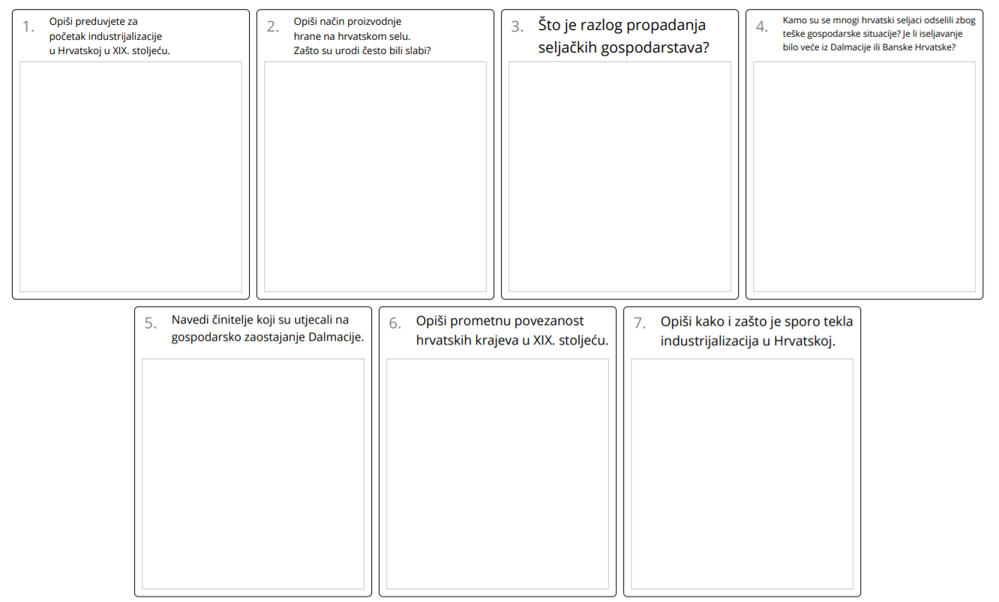 1. Opiši preduvjete za
početak industrijalizacije
u Hrvatskoj u XIX. stoljeću.
2. Opiši način proizvodnje
hrane na hrvatskom selu.
Zašto su urodi često bili slabi?
3. Što je razlog propadanja
seljačkih gospodarstava?
4. Kamo su se mnogi hrvatski seljaci odselili zbog
teške gospodarske situacije? Je li iseljavanje
bilo veće iz Dalmacije ili Banske Hrvatske?
5. Navedi činitelje koji su utjecali na
gospodarsko zaostajanje Dalmacije.
6. Opiši prometnu povezanost
hrvatskih krajeva u XIX. stoljeću.
7. Opiši kako i zašto je sporo tekla
industrijalizacija u Hrvatskoj.